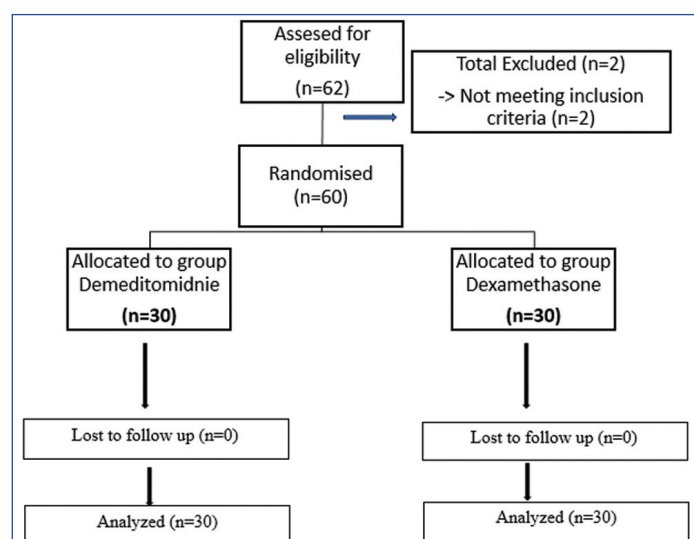 Assesed for
eligibility
(n=62)
Total Excluded (n=2)
-> Not meeting inclusion
criteria (n=2)
Randomised
(n=60)
Allocated to group
Demeditomidnie
(n=30)
Allocated to group
Dexamethasone
(n=30)
Lost to follow up (n=0)
Lost to follow up (n=0)
Analyzed (n=30)
Analyzed (n=30)